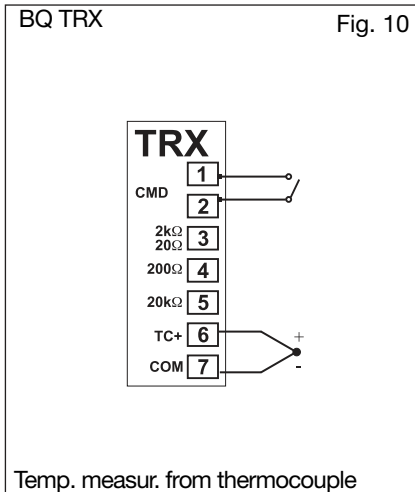 BQ TRX
Fig. 10
TRX
1
CMD
2
2kΩ
20Ω
3
200Ω 4
20kΩ 5
TC+ 6
+
COM 7
-
Temp. measur. from thermocouple